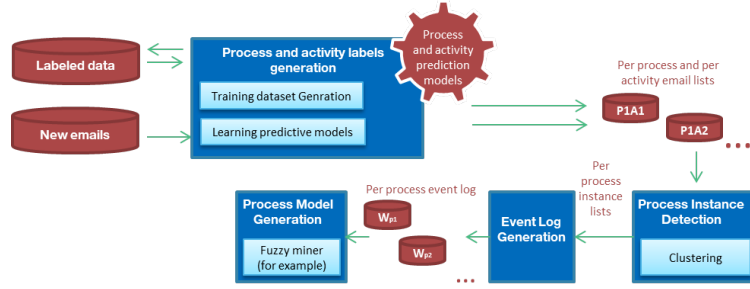 Labeled data
New emails
Process and activity labels
generation
Training dataset Genration
Learning predictive models
Process
and activity
prediction
models
Per process and per
activity email lists
P1A1
P1A2
...
Process Model
Generation
Fuzzy miner
(for example)
Per process event log
Wp1
Wp2
...
Event Log
Generation
Per
process
instance
lists
Process Instance
Detection
Clustering